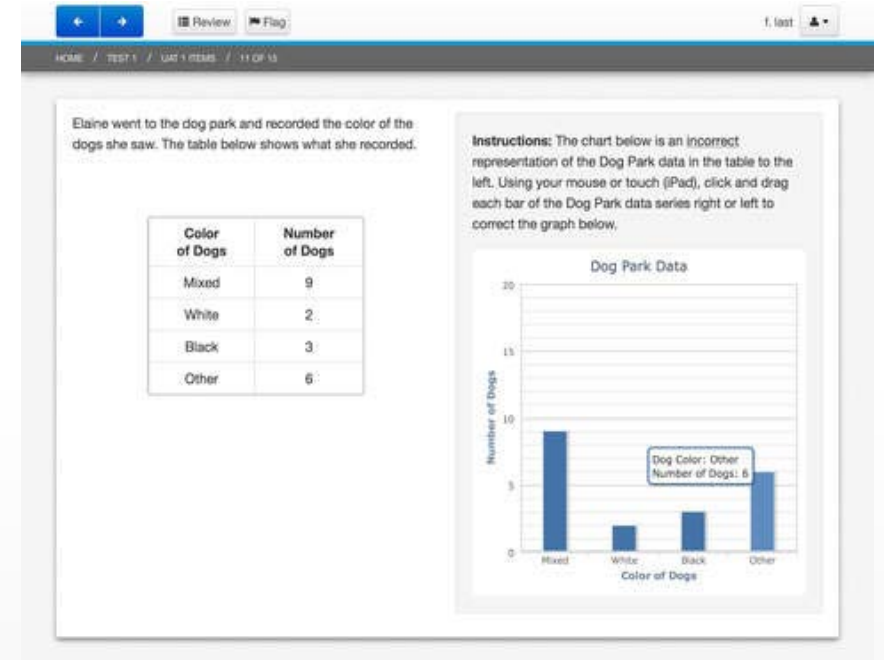 Review Flag f. last
HOME / TEST 1 / UAT 1 ITEMS / 11 OF 13
Elaine went to the dog park and recorded the color of the
dogs she saw. The table below shows what she recorded.
Color
of Dogs
Number
of Dogs
Mixed 9
White 2
Black 3
Other 6
Instructions: The chart below is an incorrect
representation of the Dog Park data in the table to the
left. Using your mouse or touch (iPad), click and drag
each bar of the Dog Park data series right or left to
correct the graph below.
Dog Park Data
20
15
10
5
0
Number of Dogs
Dog Color: Other
Number of Dogs: 6
Mixed White Black Other
Color of Dogs